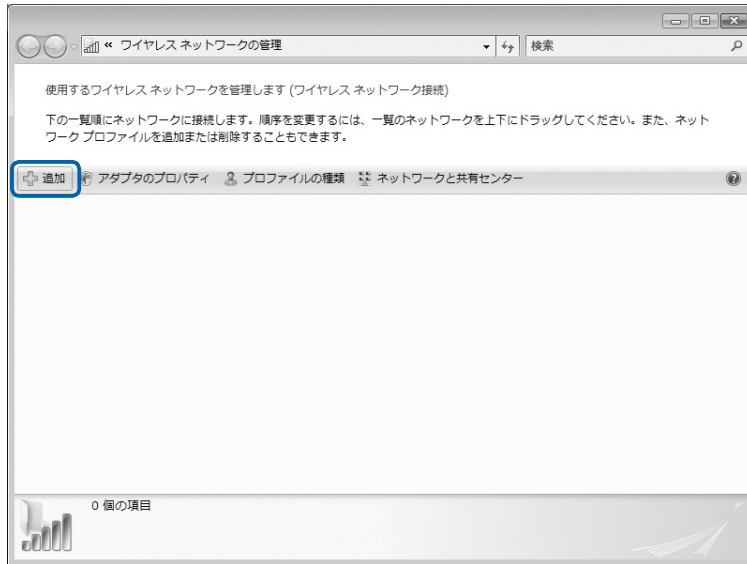 « ワイヤレス ネットワークの管理
検索
使用するワイヤレス ネットワークを管理します (ワイヤレス ネットワーク接続)
下の一覧順にネットワークに接続します。順序を変更するには、一覧のネットワークを上下にドラッグしてください。また、ネット
ワーク プロファイルを追加または削除することもできます。
追加 アダプタのプロパティ プロファイルの種類 ネットワークと共有センター
0 個の項目